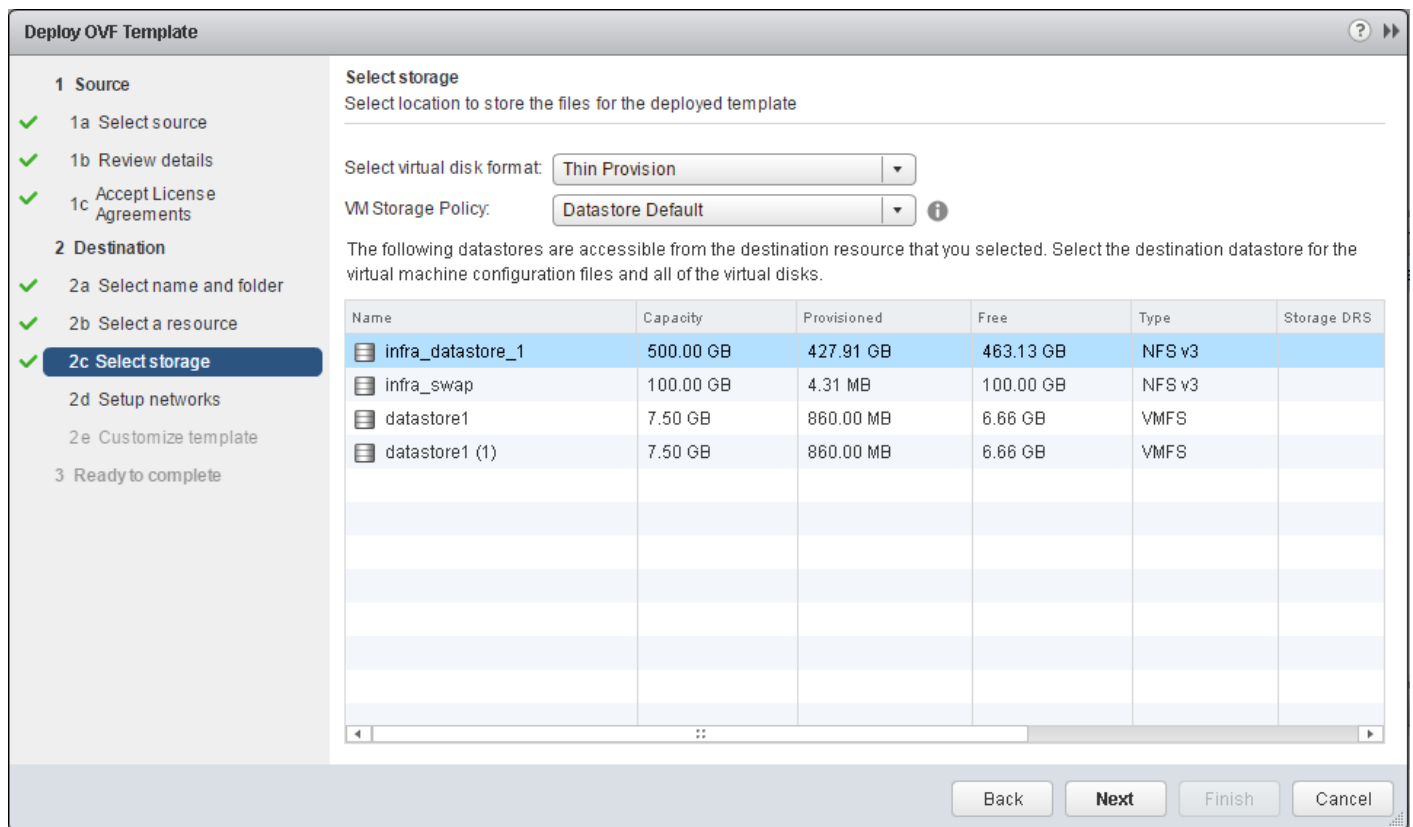 Deploy OVF Template
1 Source
1a Select source
1b Review details
1c Accept License
Agreements
2 Destination
2a Select name and folder
2b Select a resource
2c Select storage
2d Setup networks
2e Customize template
3 Ready to complete
Select storage
Select location to store the files for the deployed template
Select virtual disk format: Thin Provision
VM Storage Policy: Datastore Default
The following datastores are accessible from the destination resource that you selected. Select the destination datastore for the
virtual machine configuration files and all of the virtual disks.
Name Capacity Provisioned Free Type Storage DRS
infra_datastore_1 500.00 GB 427.91 GB 463.13 GB NFS v3
infra_swap 100.00 GB 4.31 MB 100.00 GB NFS v3
datastore1 7.50 GB 860.00 MB 6.66 GB VMFS
datastore1 (1) 7.50 GB 860.00 MB 6.66 GB VMFS
Back Next Finish Cancel